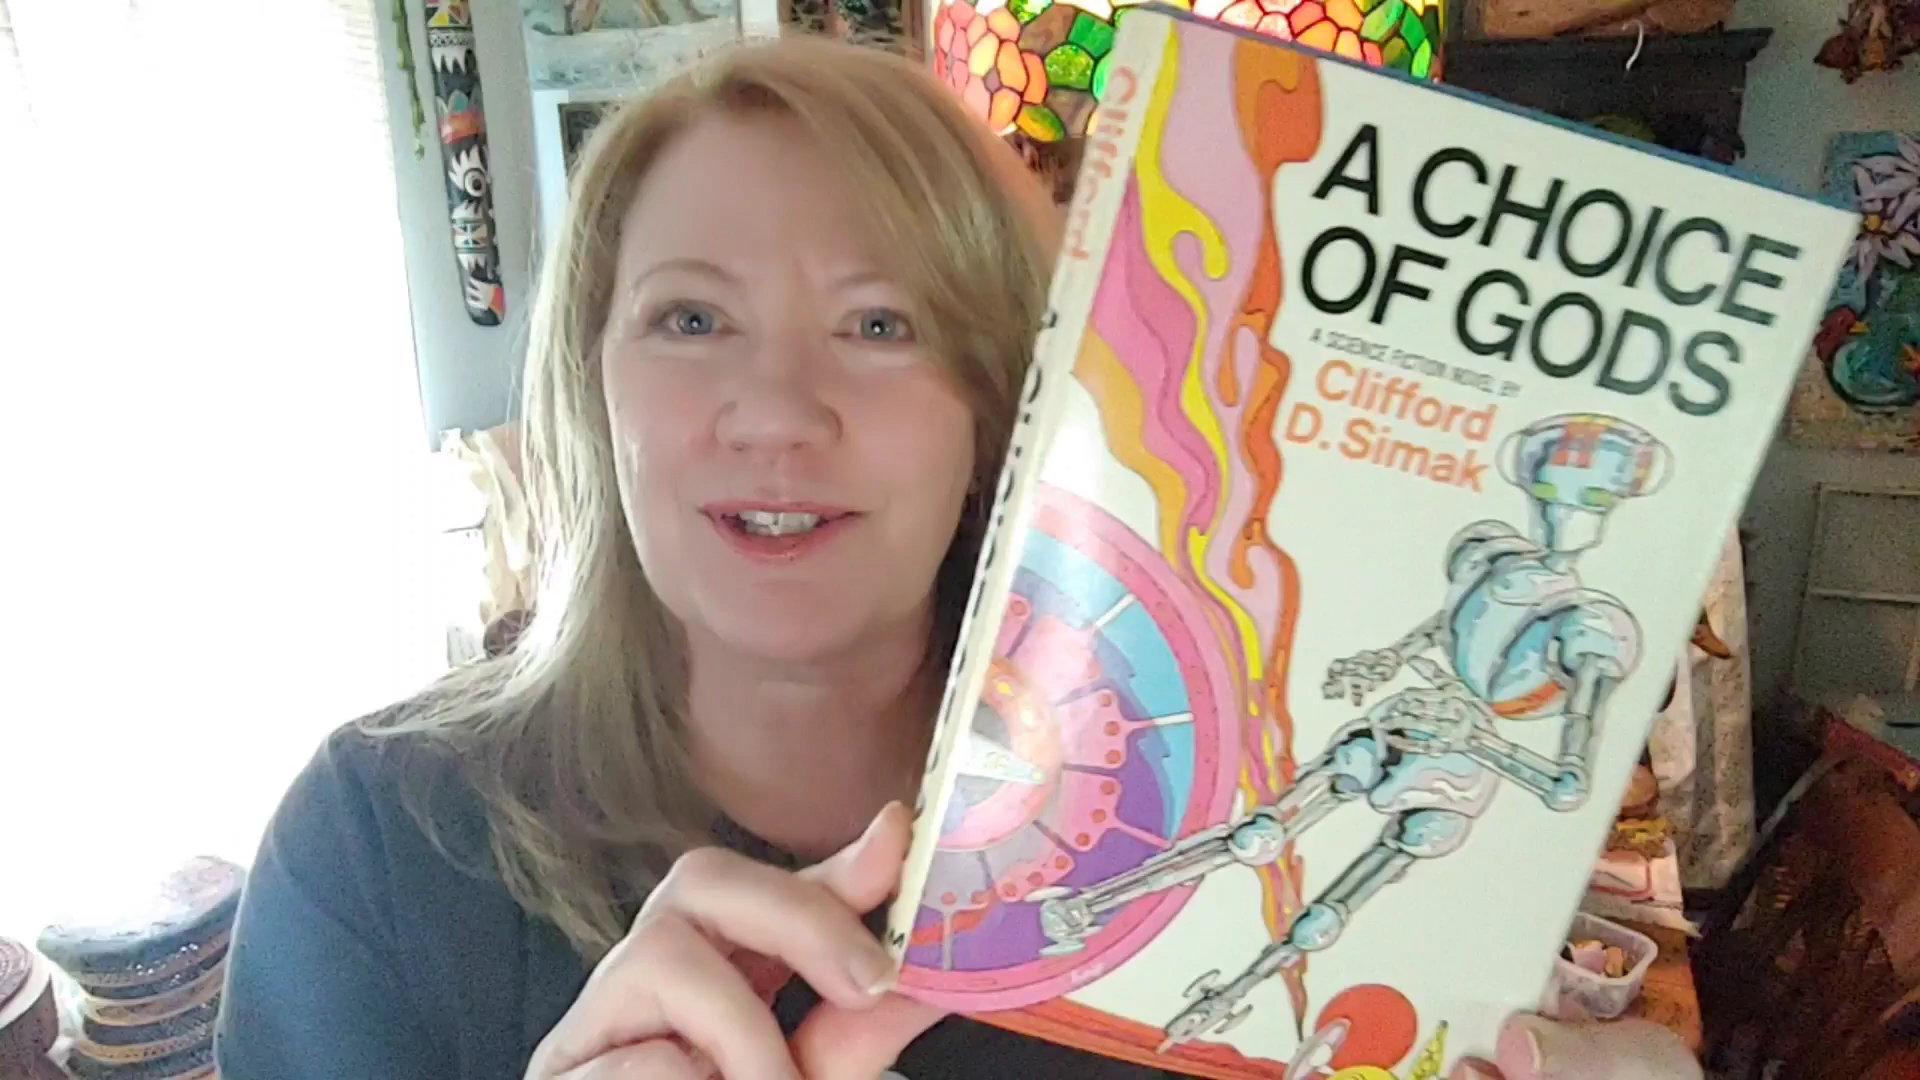 A CHOICE
OF GODS
A SCIENCE FICTION NOVEL BY
Clifford
D. Simak
Clifford